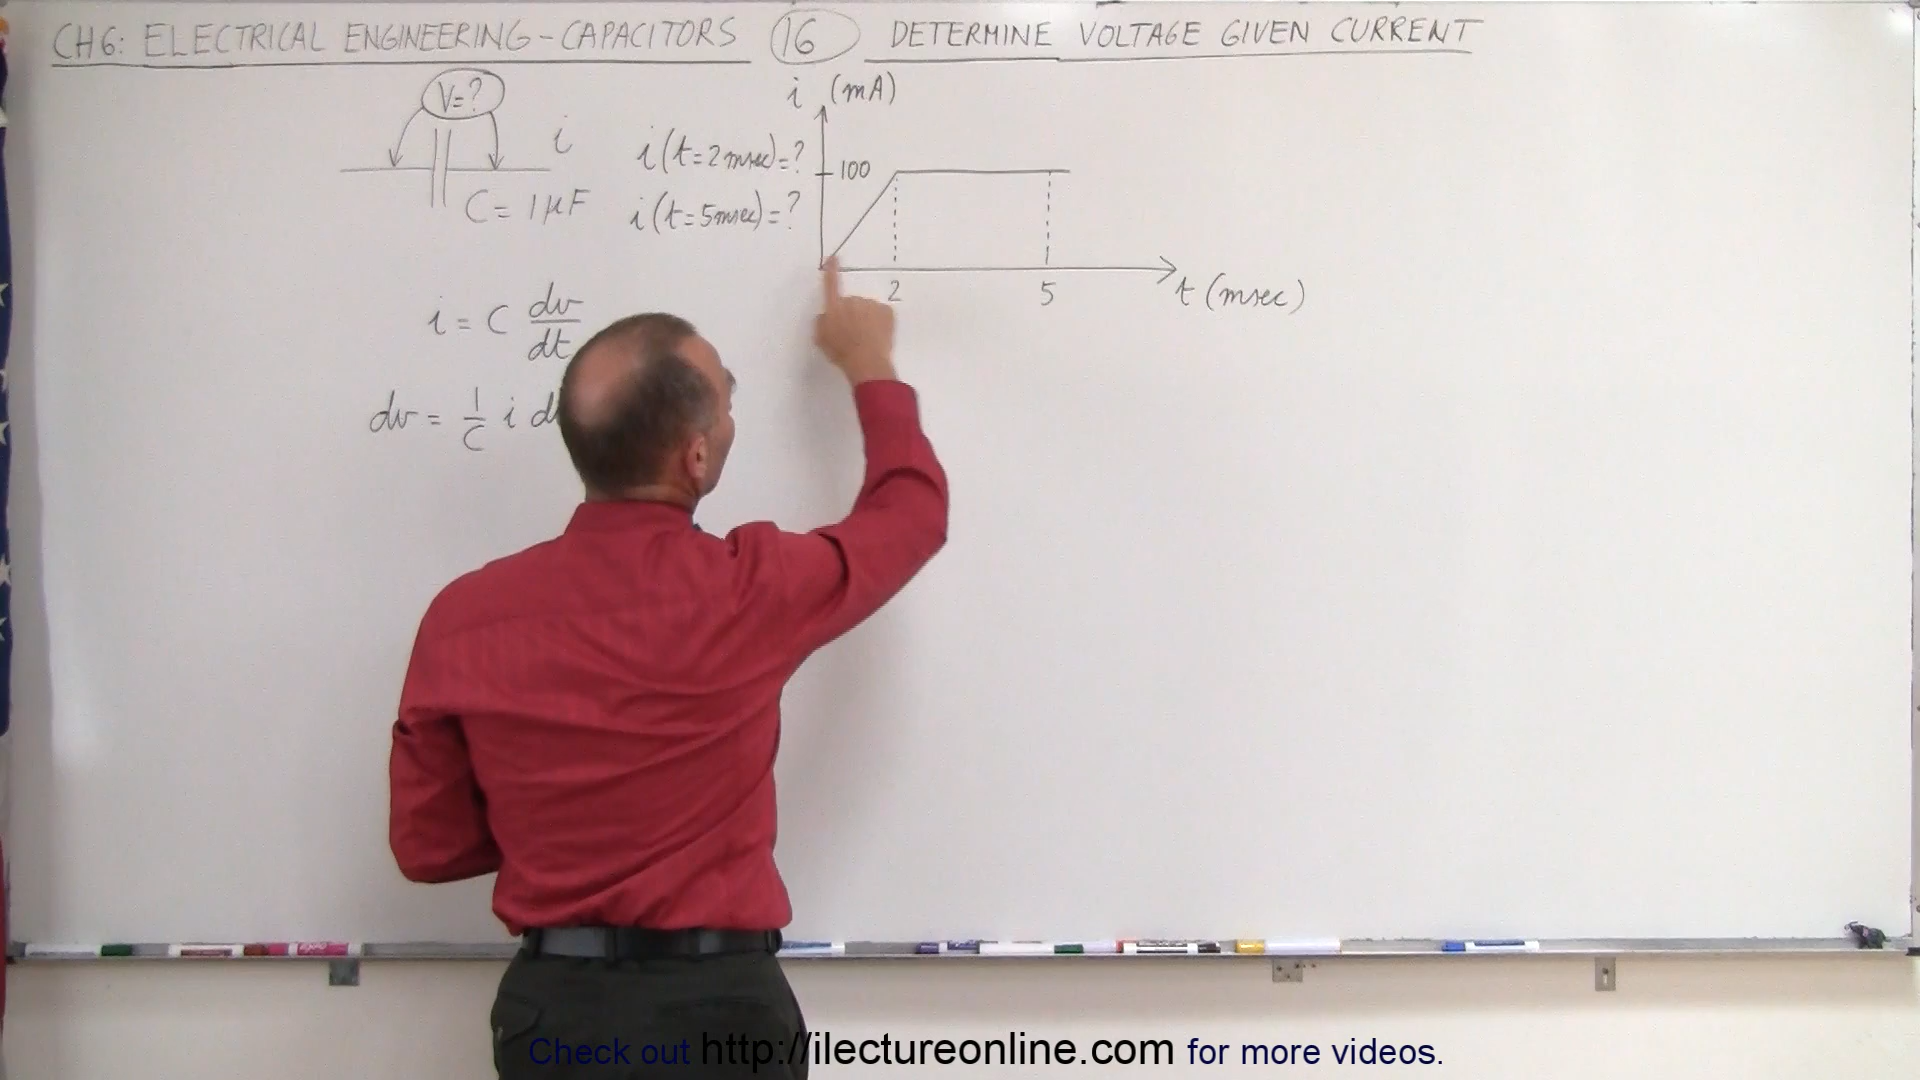 CH6: ELECTRICAL ENGINEERING - CAPACITORS 16 DETERMINE VOLTAGE GIVEN CURRENT
V=?
i
C = 1μF
i (t=2msec)=?
i (t=5msec)=?
i (mA)
100
2 5 t (msec)
i = C dv/dt
dv = 1/C i
Check out http://ilectureonline.com for more videos.